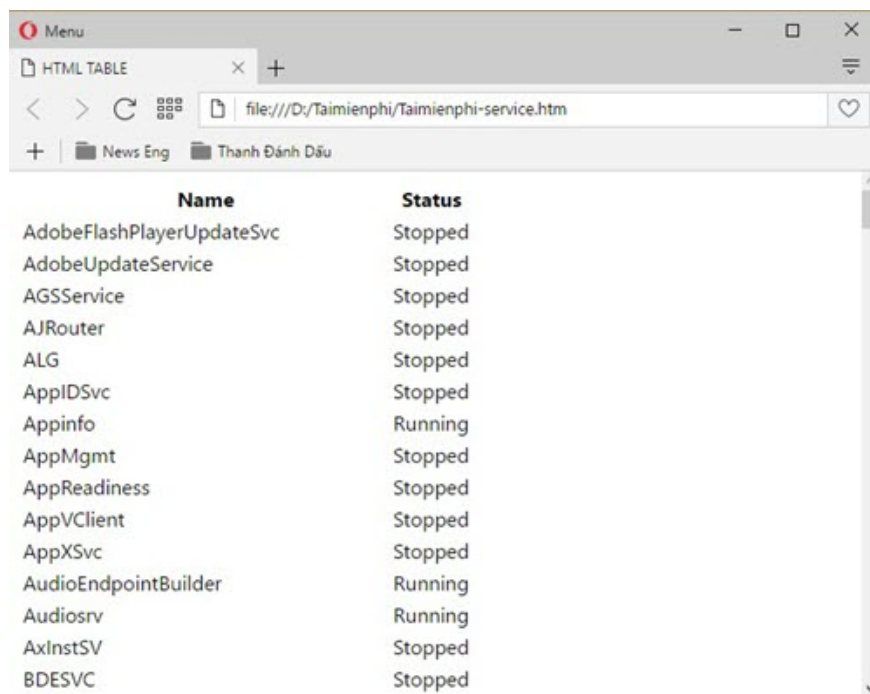 Menu
HTML TABLE
file:///D:/Taimienphi/Taimienphi-service.htm
News Eng Thanh Đánh Dấu
Name Status
AdobeFlashPlayerUpdateSvc Stopped
AdobeUpdateService Stopped
AGSService Stopped
AJRouter Stopped
ALG Stopped
AppIDSvc Stopped
Appinfo Running
AppMgmt Stopped
AppReadiness Stopped
AppVClient Stopped
AppXSvc Stopped
AudioEndpointBuilder Running
Audiosrv Running
AxInstSV Stopped
BDESVC Stopped